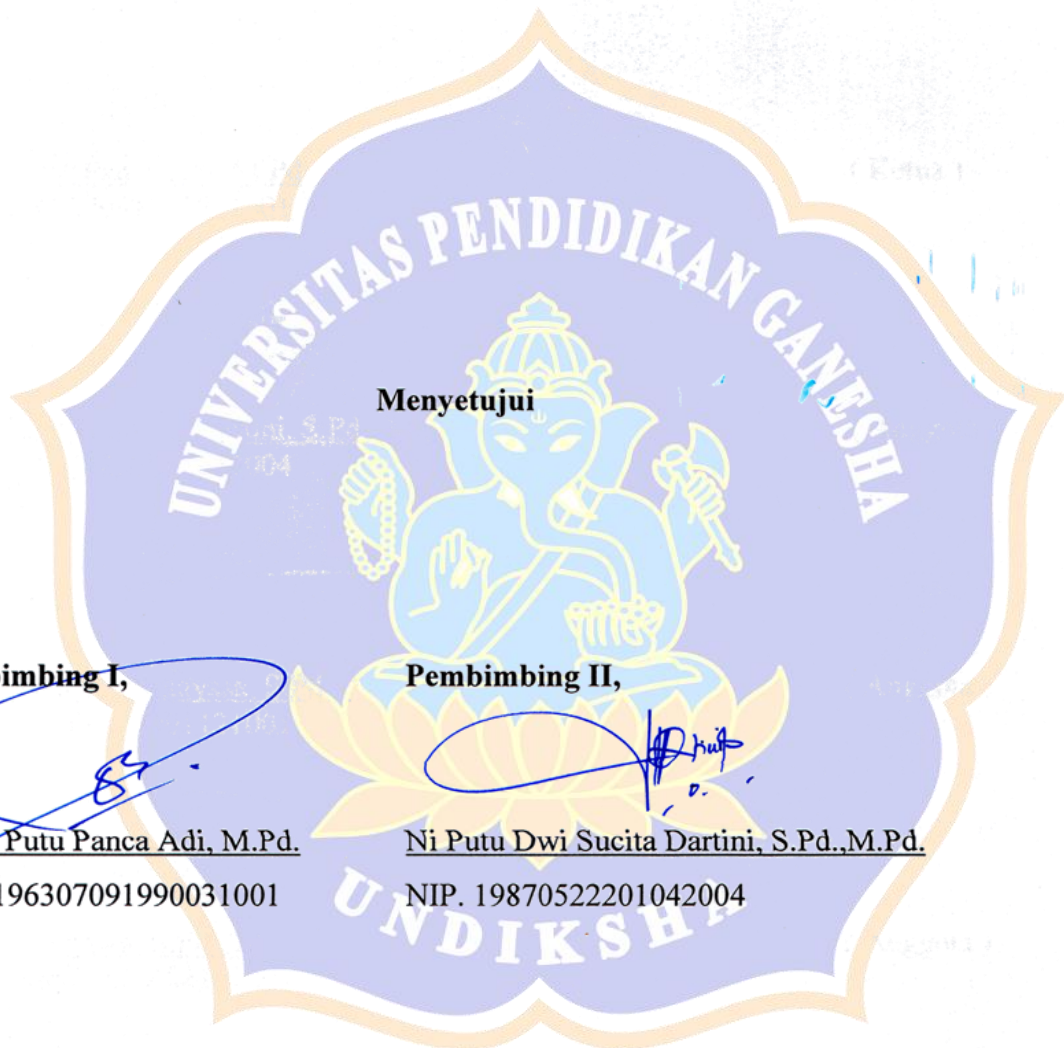 UNIVERSITAS PENDIDIKAN GANESHA
Menyetujui
imbing I,
Pembimbing II,
Putu Panca Adi, M.Pd.
Ni Putu Dwi Sucita Dartini, S.Pd.,M.Pd.
196307091990031001
NIP. 19870522201042004
UNDIKSHA